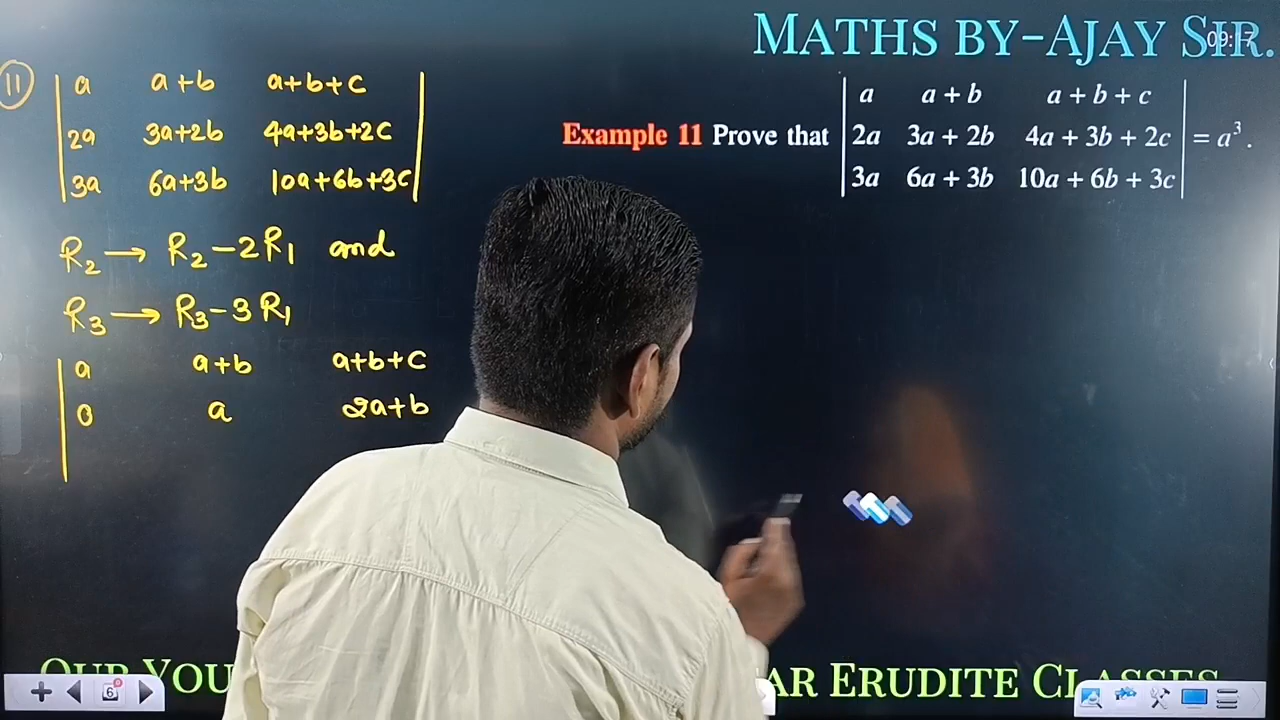 MATHS BY-AJAY SIR.
11 | a a+b a+b+c |
| 2a 3a+2b 4a+3b+2c |
| 3a 6a+3b 10a+6b+3c |
R₂ → R₂-2R₁ and
R₃ → R₃-3R₁
| a a+b a+b+c
| 0 a 2a+b
|
| a a + b a + b + c |
Example 11 Prove that | 2a 3a + 2b 4a + 3b + 2c | = a³.
| 3a 6a + 3b 10a + 6b + 3c |
OUR YOU AR ERUDITE CLASSES
6